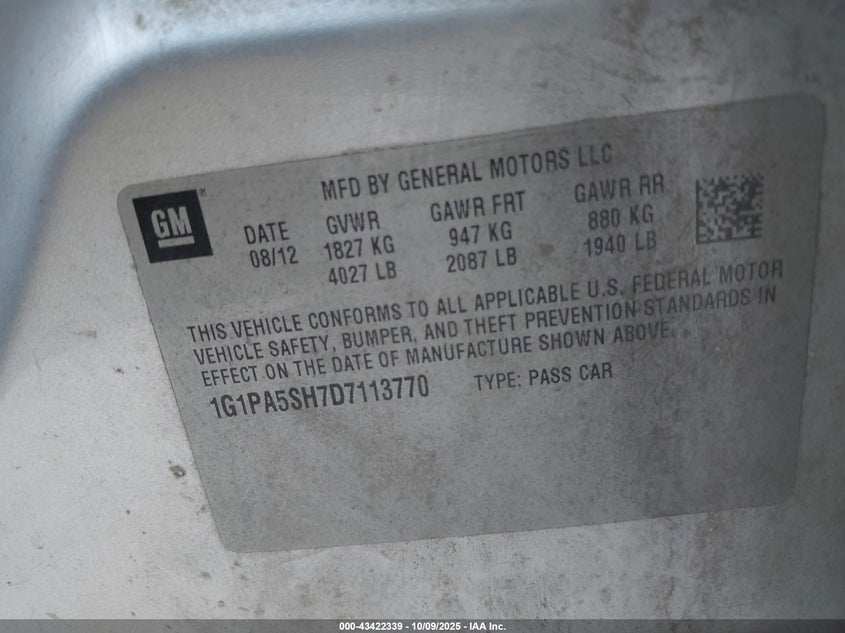 MFD BY GENERAL MOTORS LLC
GM®
DATE GVWR GAWR FRT GAWR RR
08/12 1827 KG 947 KG 880 KG
4027 LB 2087 LB 1940 LB
THIS VEHICLE CONFORMS TO ALL APPLICABLE U.S. FEDERAL MOTOR
VEHICLE SAFETY, BUMPER, AND THEFT PREVENTION STANDARDS IN
EFFECT ON THE DATE OF MANUFACTURE SHOWN ABOVE.
1G1PA5SH7D7113770 TYPE: PASS CAR
000-43422339 - 10/09/2025 - IAA Inc.